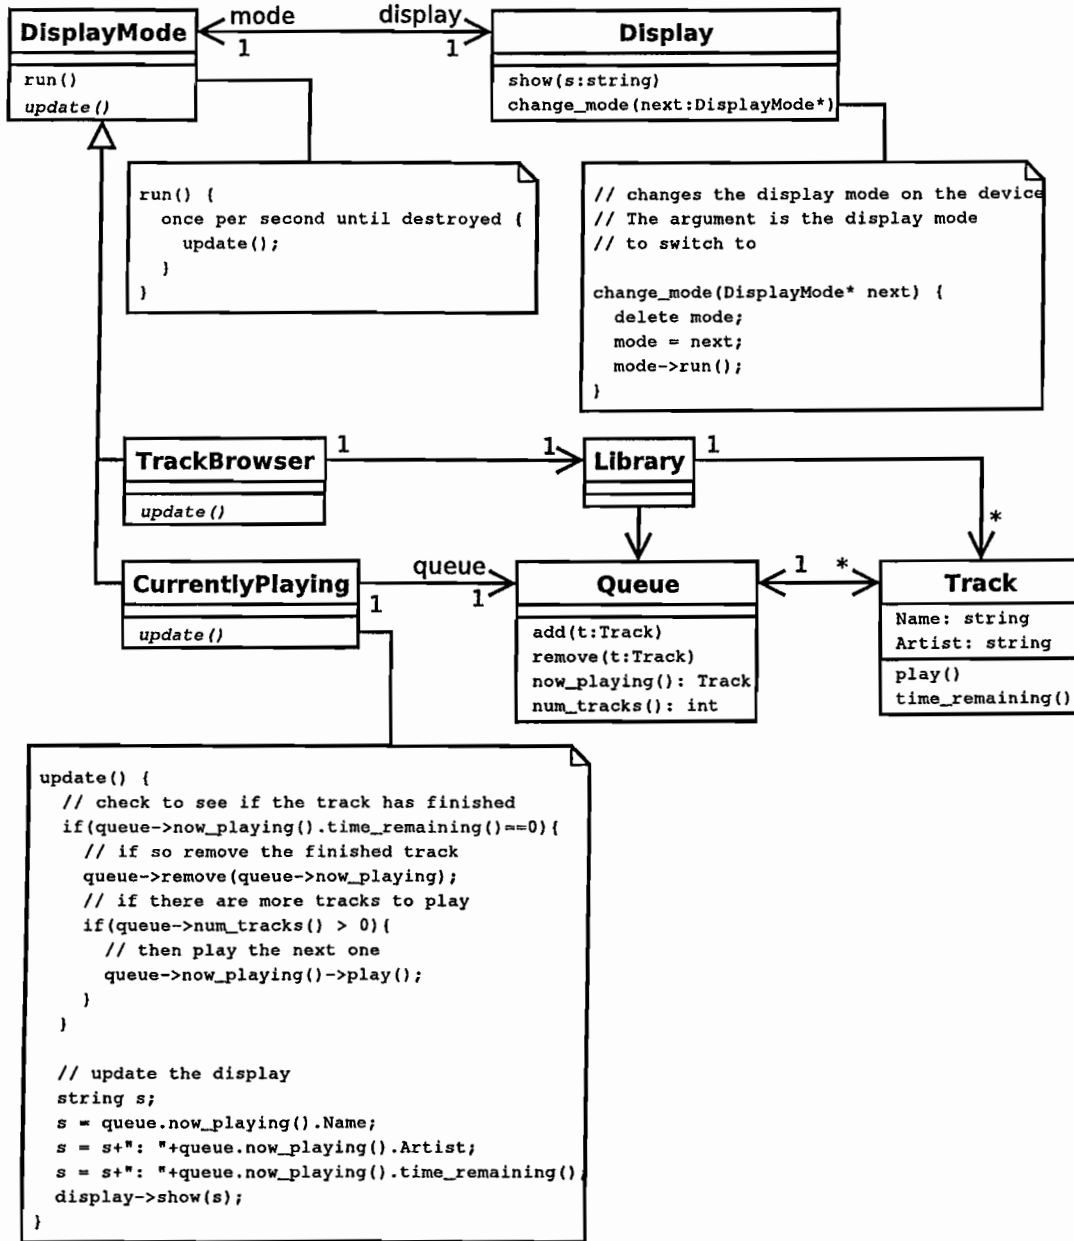 DisplayMode
run()
update()
mode
1
display
1
Display
show(s:string)
change_mode(next:DisplayMode*)
run() {
once per second until destroyed {
update();
}
}
// changes the display mode on the device
// The argument is the display mode
// to switch to
change_mode(DisplayMode* next) {
delete mode;
mode = next;
mode->run();
}
TrackBrowser
update()
1
1
Library
1
*
CurrentlyPlaying
update()
1
queue
1
Queue
add(t:Track)
remove(t:Track)
now_playing(): Track
num_tracks(): int
1
*
Track
Name: string
Artist: string
play()
time_remaining()
update() {
// check to see if the track has finished
if(queue->now_playing().time_remaining()==0){
// if so remove the finished track
queue->remove(queue->now_playing);
// if there are more tracks to play
if(queue->num_tracks() > 0){
// then play the next one
queue->now_playing()->play();
}
}
// update the display
string s;
s = queue.now_playing().Name;
s = s+": "+queue.now_playing().Artist;
s = s+": "+queue.now_playing().time_remaining();
display->show(s);
}